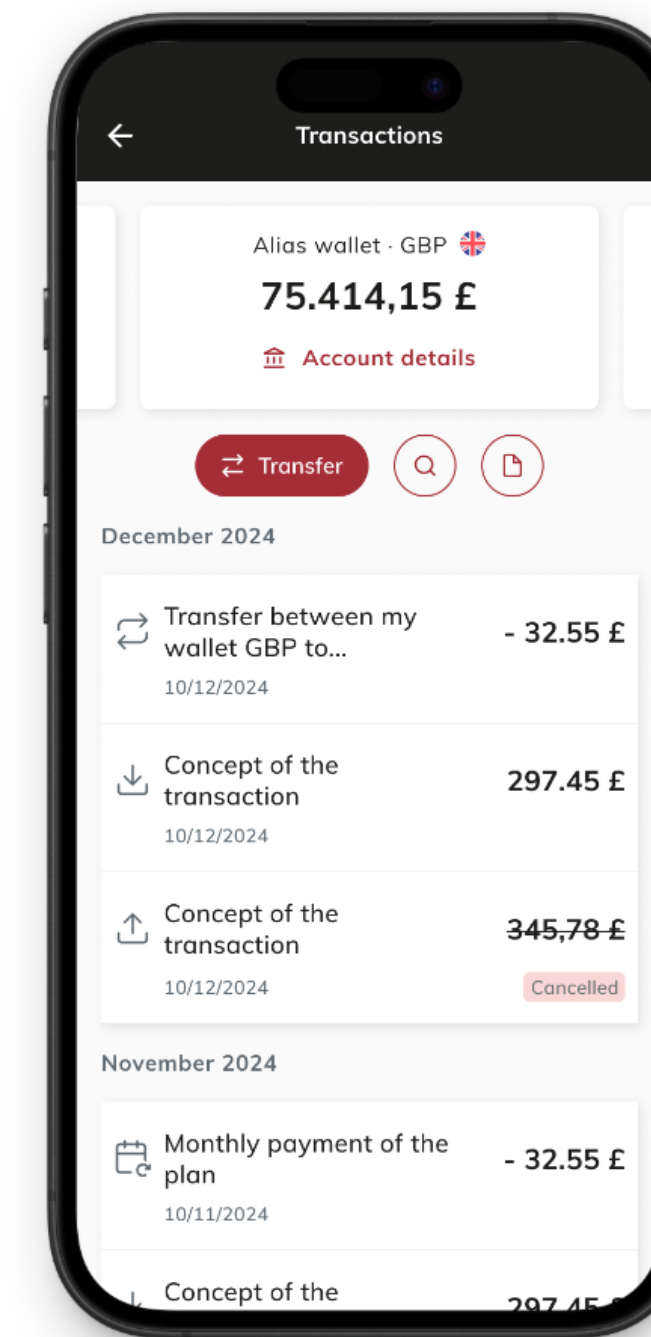 Transactions
Alias wallet · GBP
75.414,15 £
Account details
Transfer
December 2024
Transfer between my
wallet GBP to...
- 32.55 £
10/12/2024
Concept of the
transaction
297.45 £
10/12/2024
Concept of the
transaction
345,78 £
10/12/2024
Cancelled
November 2024
Monthly payment of the
plan
- 32.55 £
10/11/2024
Concept of the
297.45 £